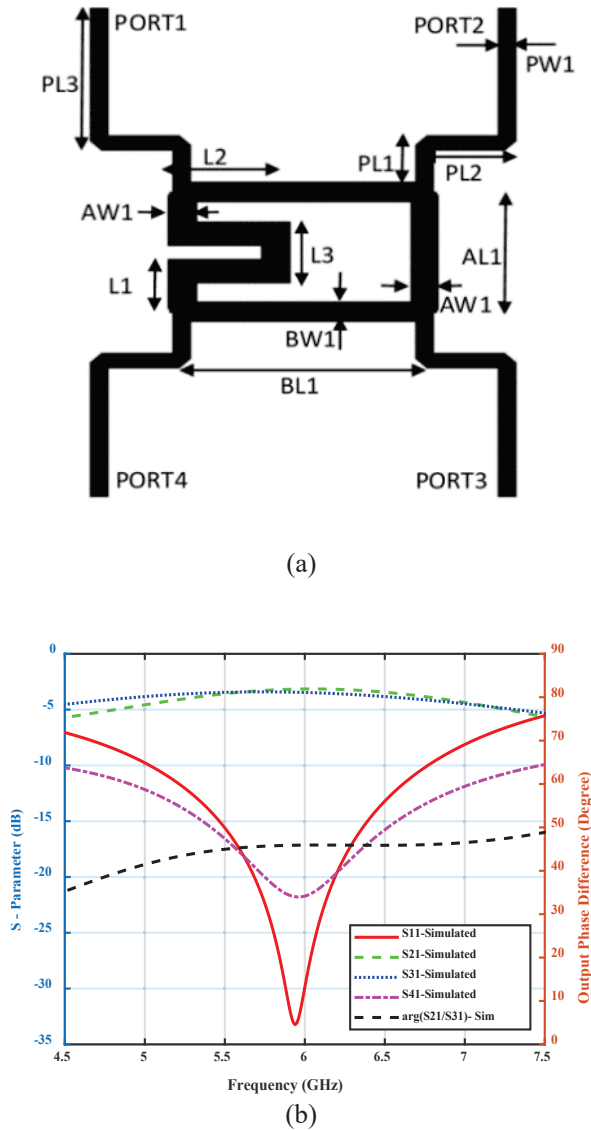 PORT1
PORT2
PL3
PW1
L2
PL1
PL2
AW1
L3
AL1
L1
AW1
BW1
BL1
PORT4
PORT3
(a)
0
-5
-10
-15
-20
-25
-30
-35
S - Parameter (dB)
90
80
70
60
50
40
30
20
10
0
Output Phase Difference (Degree)
S11-Simulated
S21-Simulated
S31-Simulated
S41-Simulated
arg(S21/S31)- Sim
4.5 5 5.5 6 6.5 7 7.5
Frequency (GHz)
(b)